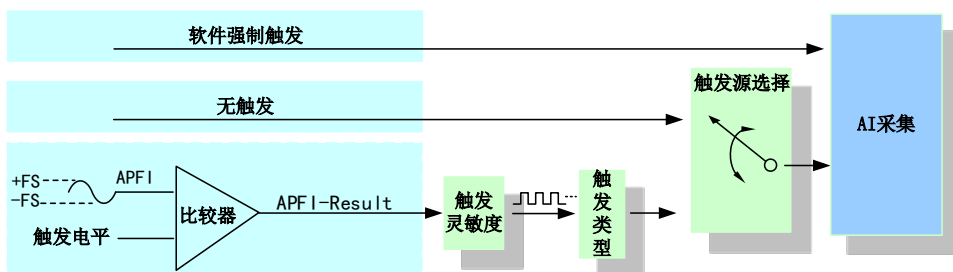 软件强制触发
无触发
触发源选择
AI采集
+FS
-FS
APFI
触发电平
比较器
APFI-Result
触发
灵敏度
触
发
类
型